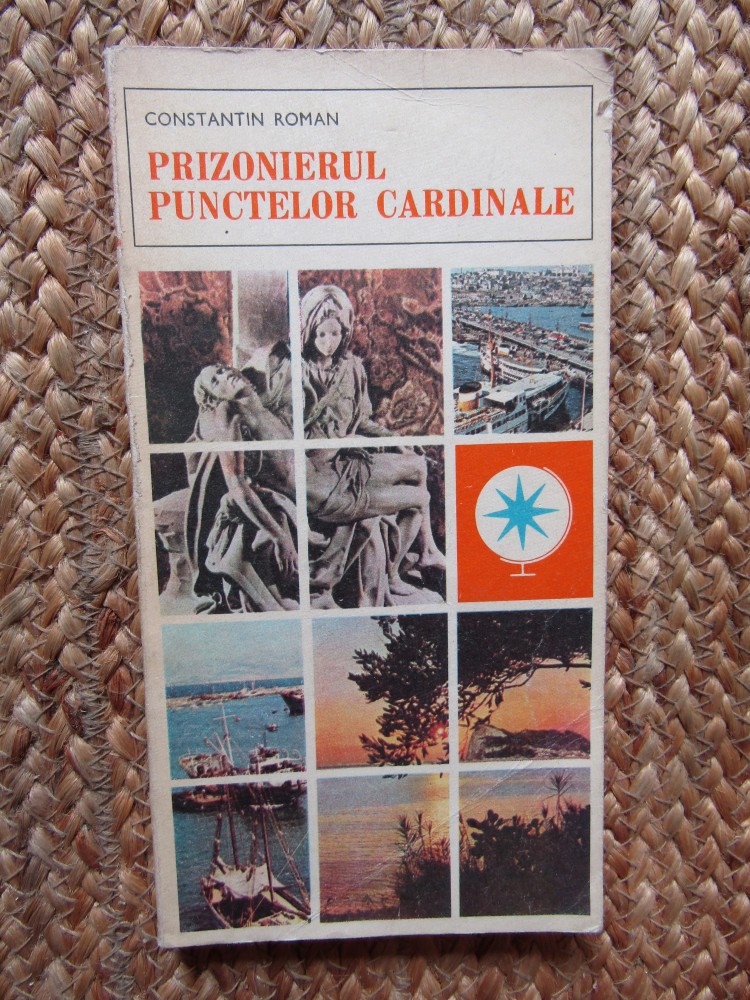 CONSTANTIN ROMAN
PRIZONIERUL
PUNCTELOR CARDINALE